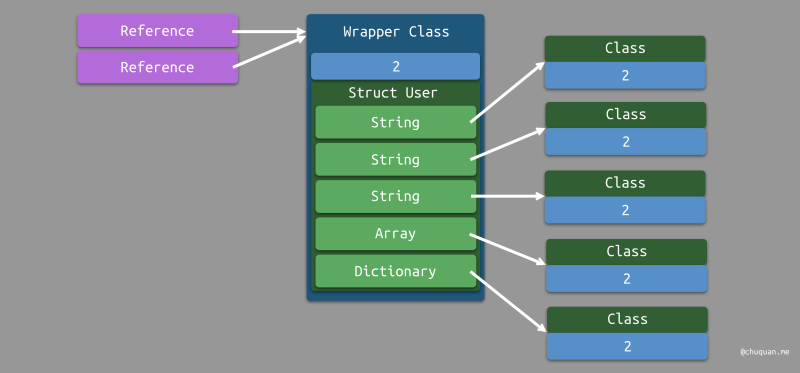 Reference
Reference
Wrapper Class
2
Struct User
String
String
String
Array
Dictionary
Class
2
Class
2
Class
2
Class
2
Class
2
@chuquan.me